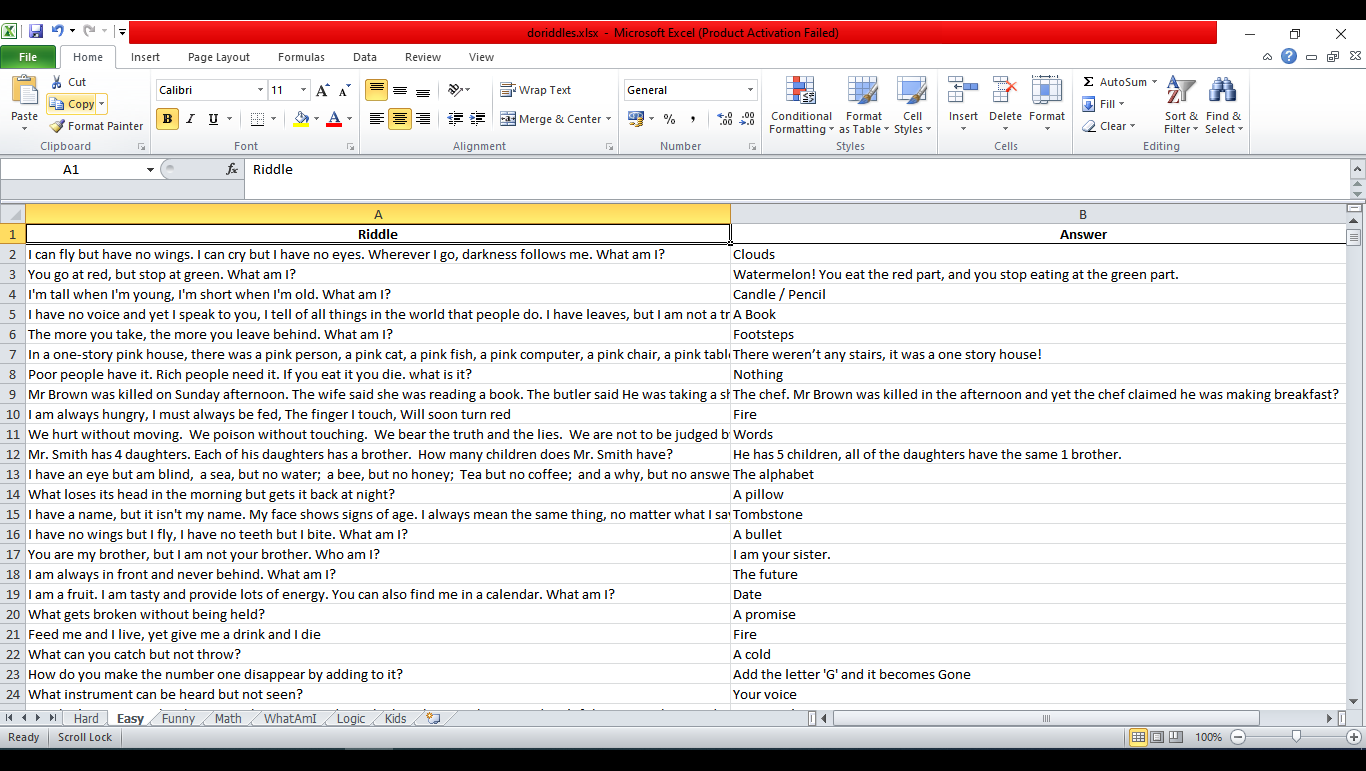 doriddles.xlsx - Microsoft Excel (Product Activation Failed)
File Home Insert Page Layout Formulas Data Review View
Paste Cut Copy Format Painter
Clipboard
Calibri 11 A A
B I U A
Font
Wrap Text
Merge & Center
Alignment
General
% ,
Number
Conditional Formatting Format as Table Cell Styles
Styles
Insert Delete Format
Cells
Σ AutoSum Fill Clear Sort & Filter Find & Select
Editing
A1 fx Riddle
A B
1 Riddle Answer
2 I can fly but have no wings. I can cry but I have no eyes. Wherever I go, darkness follows me. What am I? Clouds
3 You go at red, but stop at green. What am I? Watermelon! You eat the red part, and you stop eating at the green part.
4 I'm tall when I'm young, I'm short when I'm old. What am I? Candle / Pencil
5 I have no voice and yet I speak to you, I tell of all things in the world that people do. I have leaves, but I am not a A Book
6 The more you take, the more you leave behind. What am I? Footsteps
7 In a one-story pink house, there was a pink person, a pink cat, a pink fish, a pink computer, a pink chair, a pink There weren’t any stairs, it was a one story house!
8 Poor people have it. Rich people need it. If you eat it you die. what is it? Nothing
9 Mr Brown was killed on Sunday afternoon. The wife said she was reading a book. The butler said He was taking a The chef. Mr Brown was killed in the afternoon and yet the chef claimed he was making breakfast?
10 I am always hungry, I must always be fed, The finger I touch, Will soon turn red Fire
11 We hurt without moving. We poison without touching. We bear the truth and the lies. We are not to be judged Words
12 Mr. Smith has 4 daughters. Each of his daughters has a brother. How many children does Mr. Smith have? He has 5 children, all of the daughters have the same 1 brother.
13 I have an eye but am blind, a sea, but no water; a bee, but no honey; Tea but no coffee; and a why, but no answe The alphabet
14 What loses its head in the morning but gets it back at night? A pillow
15 I have a name, but it isn't my name. My face shows signs of age. I always mean the same thing, no matter what I Tombstone
16 I have no wings but I fly, I have no teeth but I bite. What am I? A bullet
17 You are my brother, but I am not your brother. Who am I? I am your sister.
18 I am always in front and never behind. What am I? The future
19 I am a fruit. I am tasty and provide lots of energy. You can also find me in a calendar. What am I? Date
20 What gets broken without being held? A promise
21 Feed me and I live, yet give me a drink and I die Fire
22 What can you catch but not throw? A cold
23 How do you make the number one disappear by adding to it? Add the letter 'G' and it becomes Gone
24 What instrument can be heard but not seen? Your voice
Hard Easy Funny Math WhatAmI Logic Kids
Ready Scroll Lock 100%